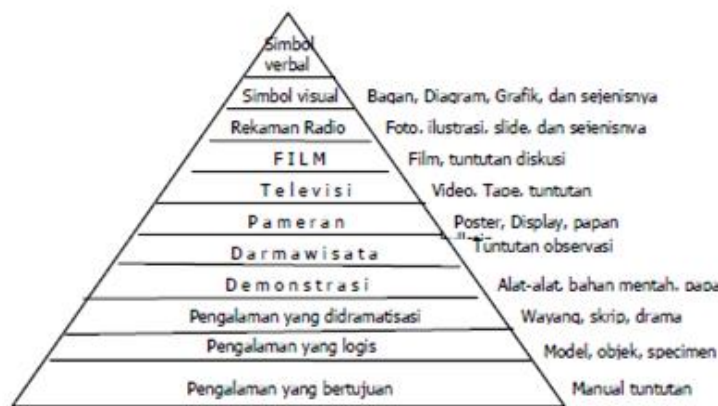 Simbol
verbal
Simbol visual Bagan, Diagram, Grafik, dan sejenisnya
Rekaman Radio Foto, ilustrasi, slide, dan sejenisnya
FILM Film, tuntutan diskusi
Televisi Video, Tape, tuntutan
Pameran Poster, Display, papan
Darmawisata Tuntutan observasi
Demonstrasi Alat-alat, bahan mentah, papa
Pengalaman yang didramatisasi Wayang, skrip, drama
Pengalaman yang logis Model, objek, specimen
Pengalaman yang bertujuan Manual tuntutan